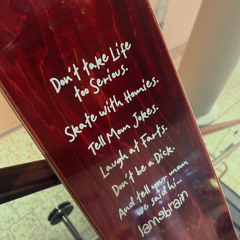 Don't take Life
to Serious.
Skate with Homies.
Tell Mom Jokes.
Laugh at Farts.
Don't be a Dick.
And tell your mom
we said hi...
lamebrain